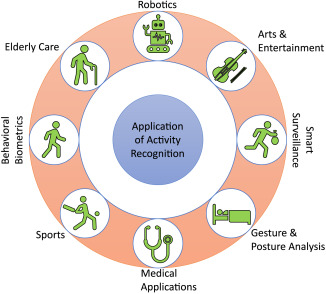 Robotics
Arts &
Entertainment
Smart
Surveillance
Gesture &
Posture Analysis
Medical
Applications
Sports
Behavioral
Biometrics
Elderly Care
Application
of Activity
Recognition